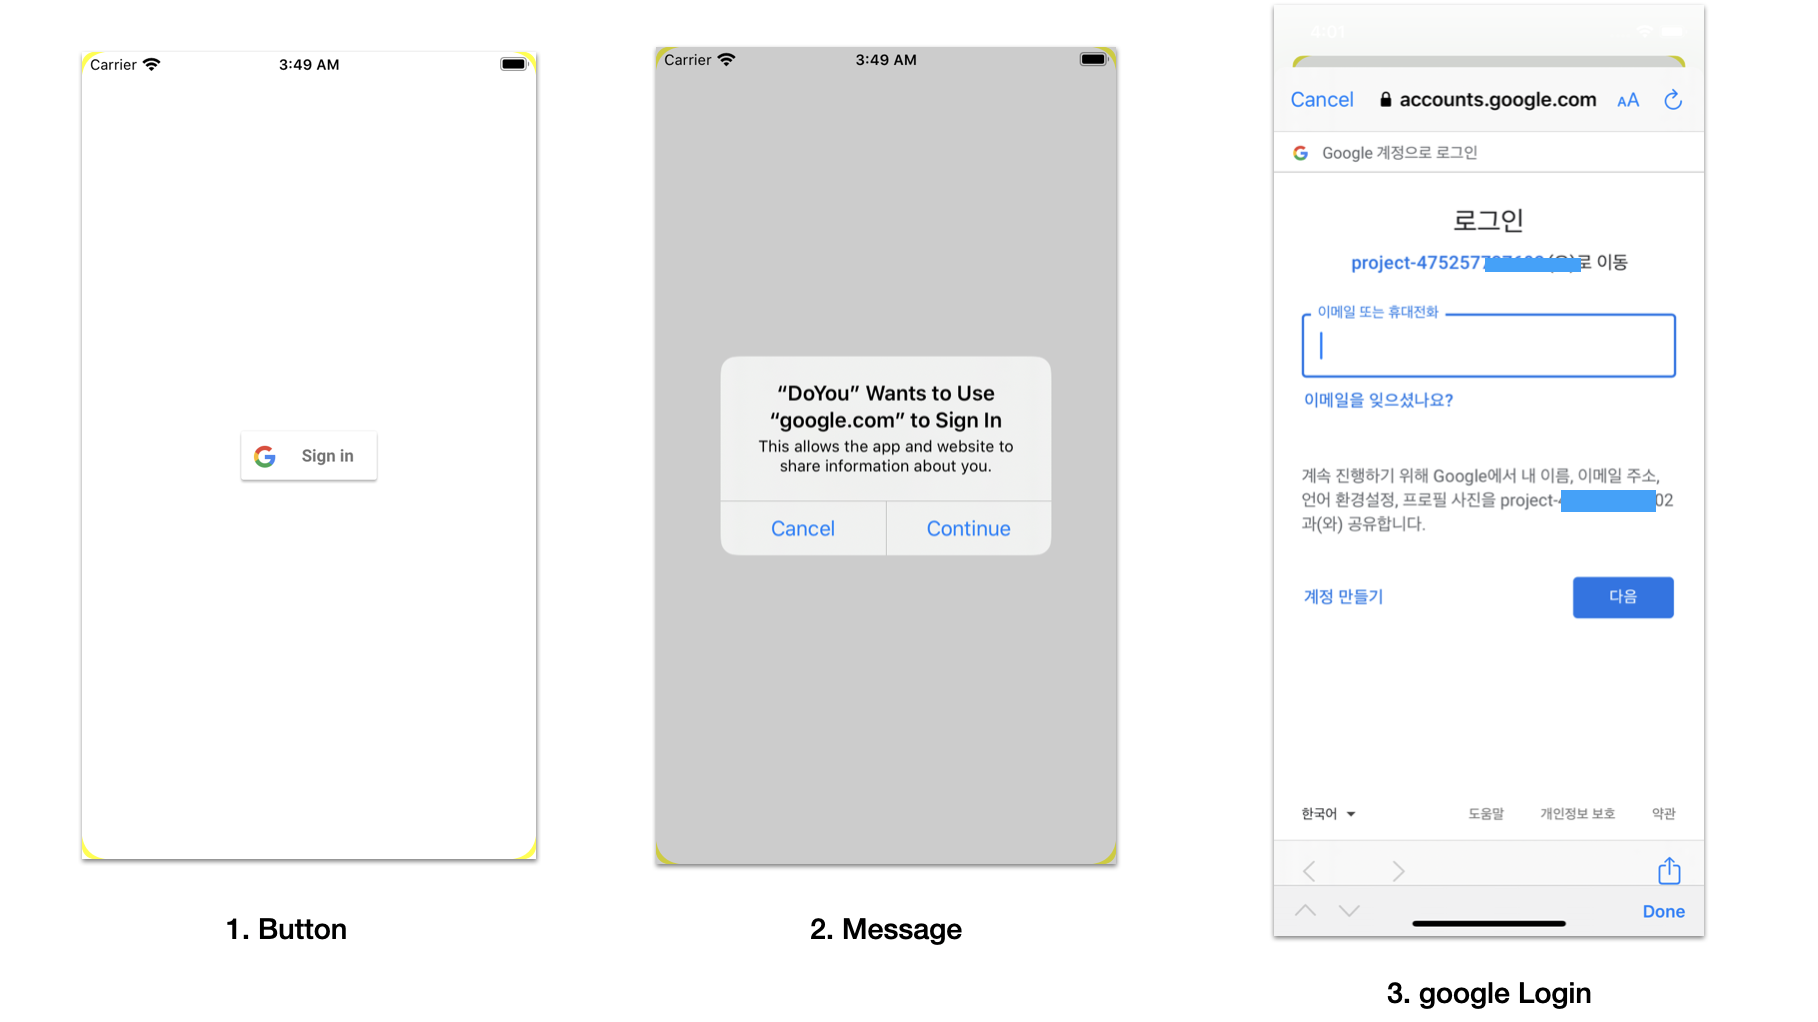 Carrier
3:49 AM
Sign in
1. Button
Carrier
3:49 AM
“DoYou” Wants to Use
“google.com” to Sign In
This allows the app and website to
share information about you.
Cancel
Continue
2. Message
4:01
Cancel
accounts.google.com
AA
Google 계정으로 로그인
로그인
project-475257 로 이동
이메일 또는 휴대전화
이메일을 잊으셨나요?
계속 진행하기 위해 Google에서 내 이름, 이메일 주소,
언어 환경설정, 프로필 사진을 project- 02
과(와) 공유합니다.
계정 만들기
다음
한국어
도움말
개인정보 보호
약관
Done
3. google Login